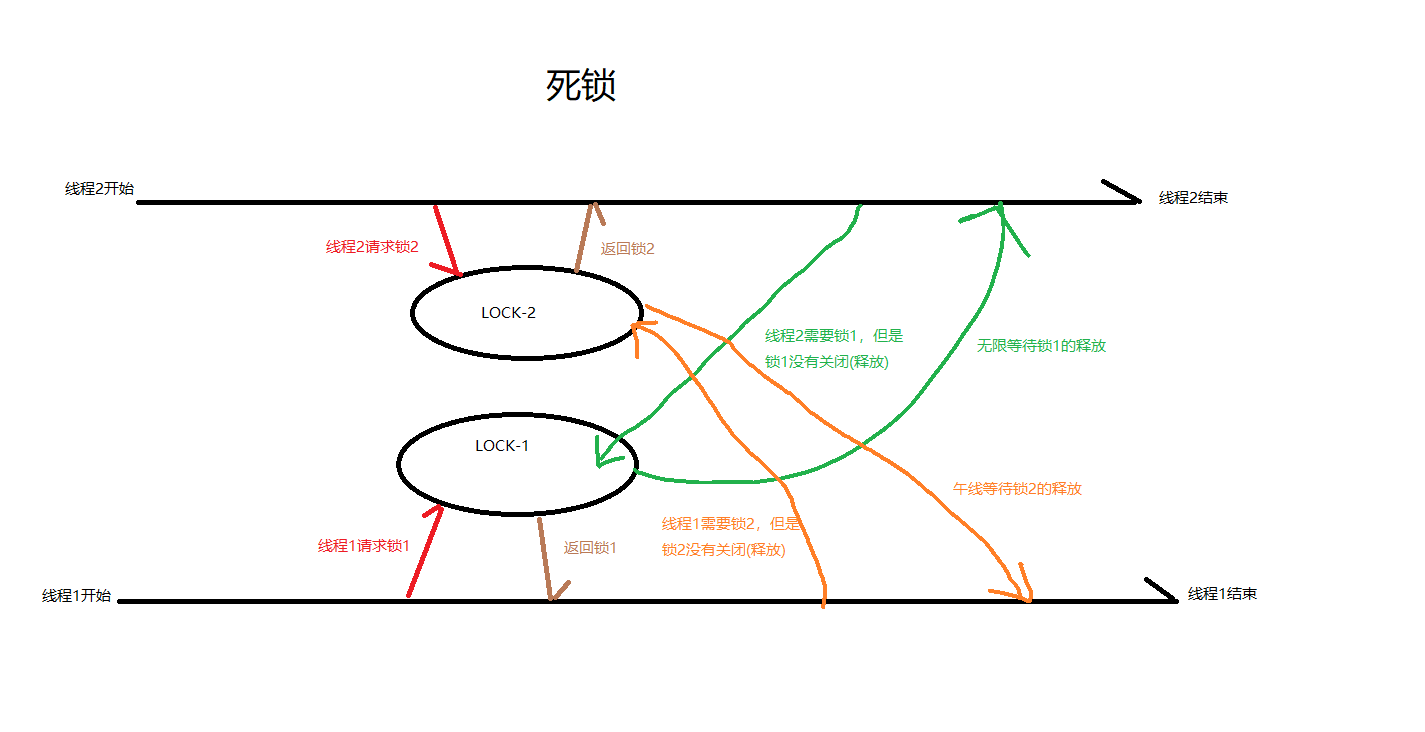 死锁
线程2开始
线程2结束
线程2请求锁2
返回锁2
LOCK-2
线程2需要锁1，但是
锁1没有关闭(释放)
无限等待锁1的释放
LOCK-1
午线等待锁2的释放
线程1需要锁2，但是
锁2没有关闭(释放)
线程1请求锁1
返回锁1
线程1开始
线程1结束